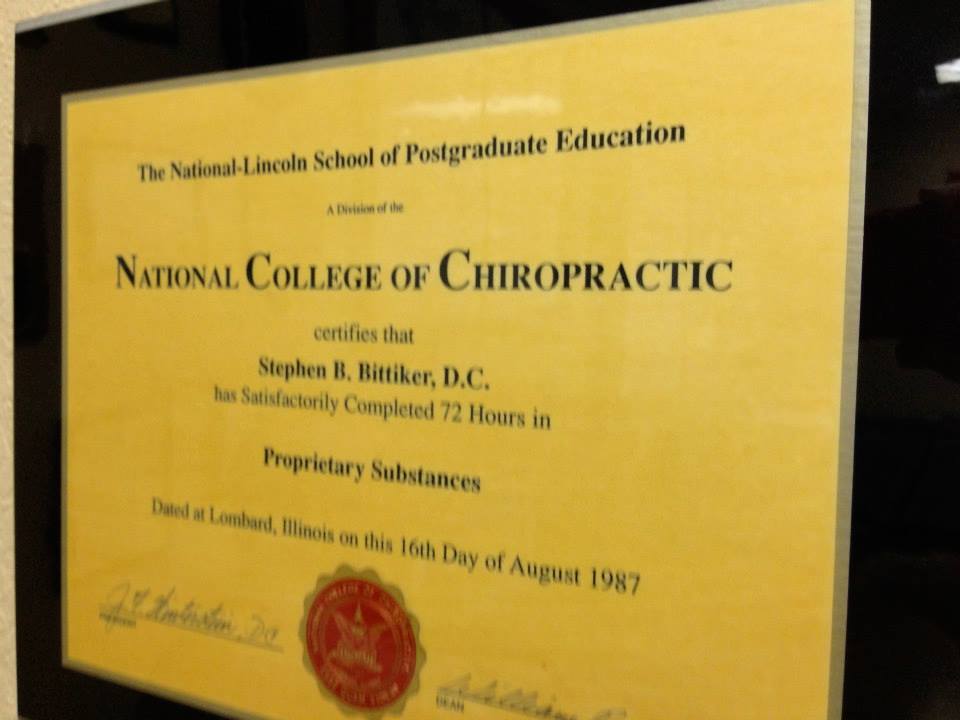 The National-Lincoln School of Postgraduate Education
A Division of the
NATIONAL COLLEGE OF CHIROPRACTIC
certifies that
Stephen B. Bittiker, D.C.
has Satisfactorily Completed 72 Hours in
Proprietary Substances
Dated at Lombard, Illinois on this 16th Day of August 1987
PRESIDENT
DEAN